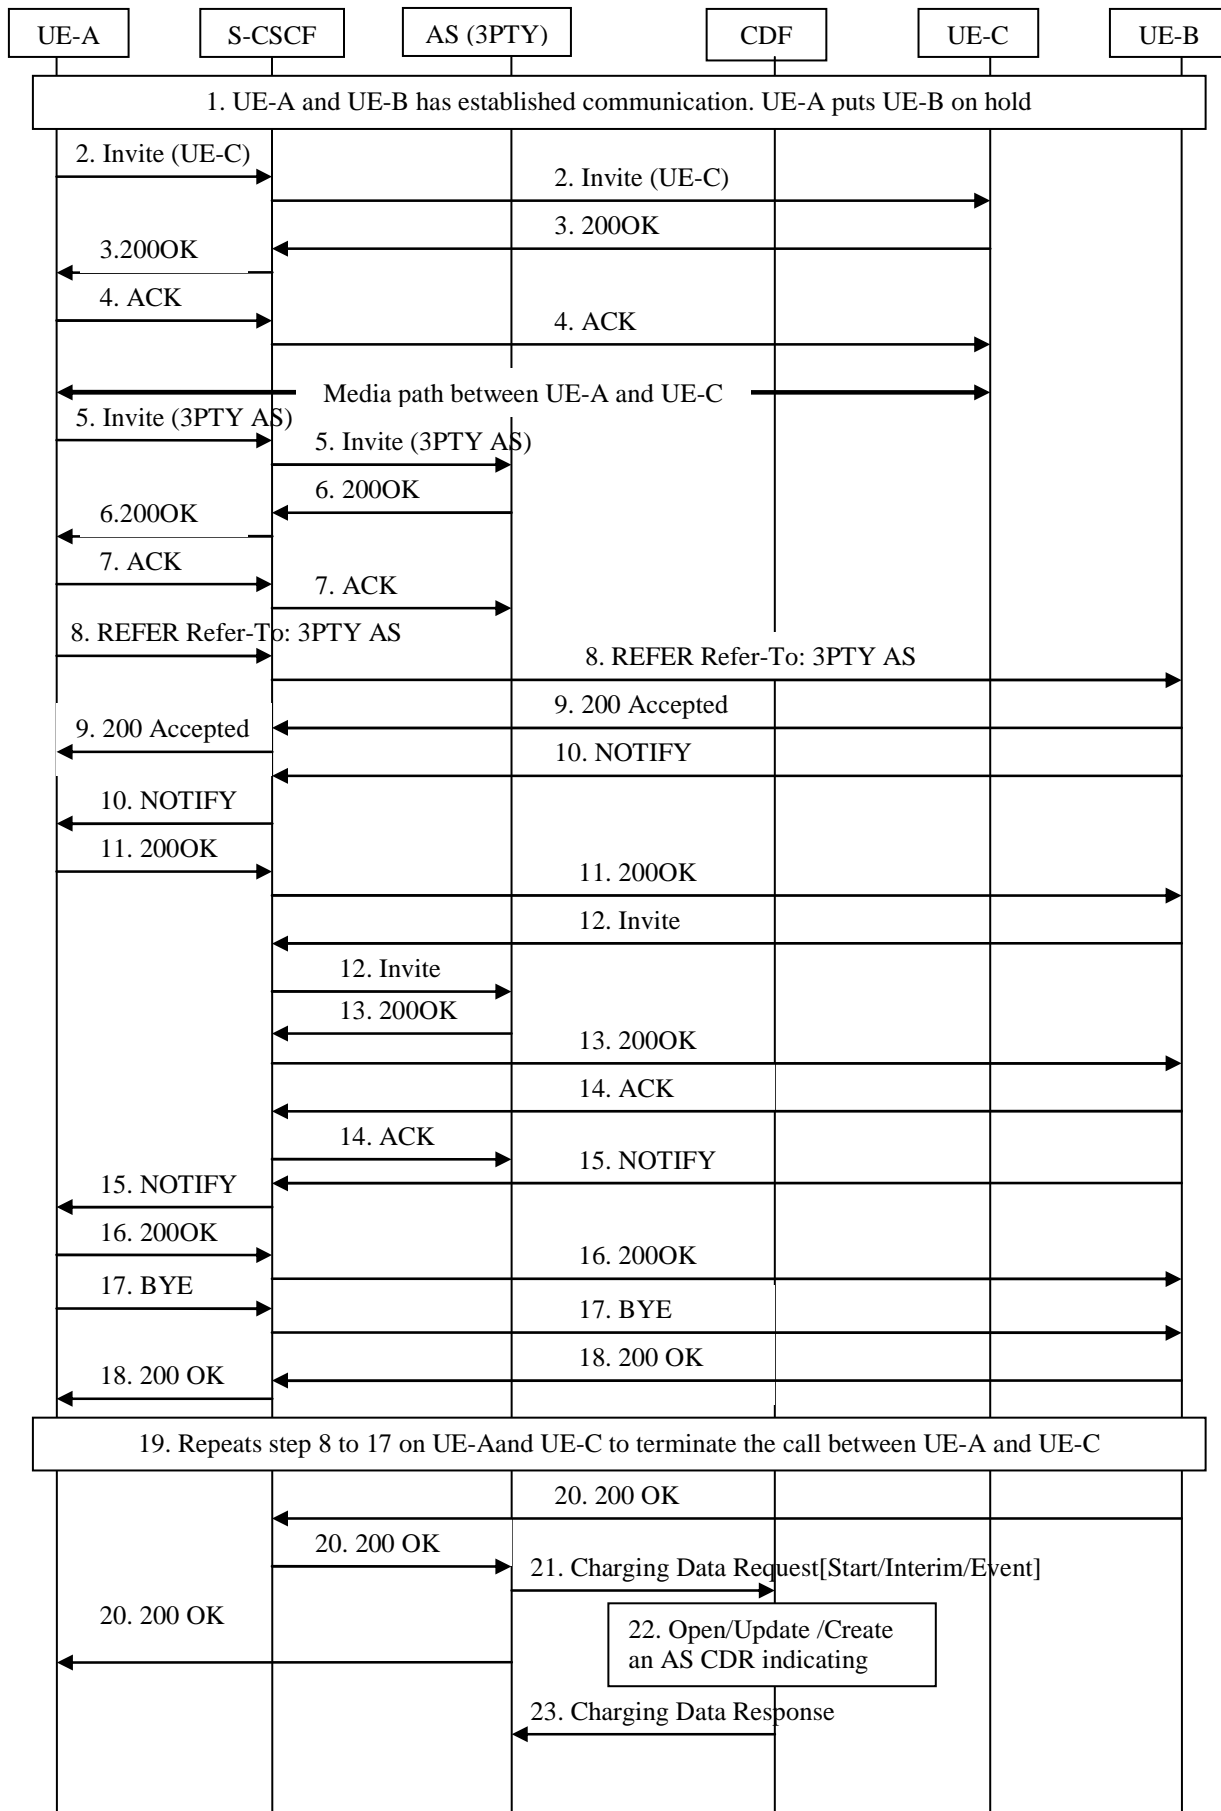 UE-A
S-CSCF
AS (3PTY)
CDF
UE-C
UE-B
1. UE-A and UE-B has established communication. UE-A puts UE-B on hold
2. Invite (UE-C)
2. Invite (UE-C)
3. 200OK
3.200OK
4. ACK
4. ACK
Media path between UE-A and UE-C
5. Invite (3PTY AS)
5. Invite (3PTY AS)
6. 200OK
6.200OK
7. ACK
7. ACK
8. REFER Refer-To: 3PTY AS
8. REFER Refer-To: 3PTY AS
9. 200 Accepted
9. 200 Accepted
10. NOTIFY
10. NOTIFY
11. 200OK
11. 200OK
12. Invite
12. Invite
13. 200OK
13. 200OK
14. ACK
14. ACK
15. NOTIFY
15. NOTIFY
16. 200OK
16. 200OK
17. BYE
17. BYE
18. 200 OK
18. 200 OK
19. Repeats step 8 to 17 on UE-Aand UE-C to terminate the call between UE-A and UE-C
20. 200 OK
20. 200 OK
21. Charging Data Request[Start/Interim/Event]
20. 200 OK
22. Open/Update /Create
an AS CDR indicating
23. Charging Data Response